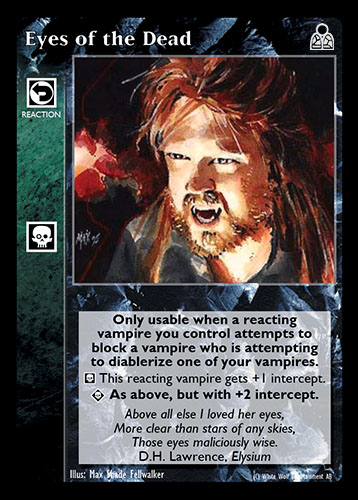 Eyes of the Dead
REACTION
Only usable when a reacting
vampire you control attempts to
block a vampire who is attempting
to diablerize one of your vampires.
This reacting vampire gets +1 intercept.
As above, but with +2 intercept.
Above all else I loved her eyes,
More clear than stars of any skies,
Those eyes maliciously wise.
D.H. Lawrence, Elysium
Illus: Max Shade Fellwalker